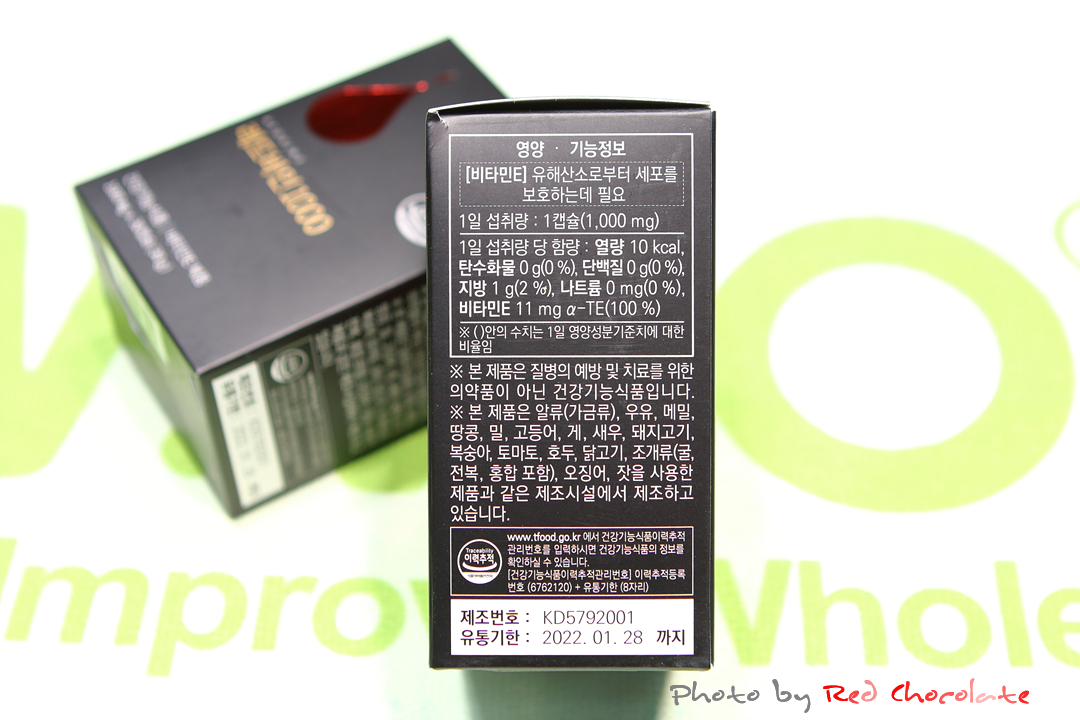 영양 · 기능정보
[비타민E] 유해산소로부터 세포를
보호하는데 필요
1일 섭취량 : 1캡슐(1,000 mg)
1일 섭취량 당 함량 : 열량 10 kcal,
탄수화물 0 g(0 %), 단백질 0 g(0 %),
지방 1 g(2 %), 나트륨 0 mg(0 %),
비타민E 11 mg α-TE(100 %)
※ ( )안의 수치는 1일 영양성분기준치에 대한
비율임
※ 본 제품은 질병의 예방 및 치료를 위한
의약품이 아닌 건강기능식품입니다.
※ 본 제품은 알류(가금류), 우유, 메밀,
땅콩, 밀, 고등어, 게, 새우, 돼지고기,
복숭아, 토마토, 호두, 닭고기, 조개류(굴,
전복, 홍합 포함), 오징어, 잣을 사용한
제품과 같은 제조시설에서 제조하고
있습니다.
Traceability
이력추적
www.tfood.go.kr 에서 건강기능식품이력추적
관리번호를 입력하시면 건강기능식품의 정보를
확인하실 수 있습니다.
[건강기능식품이력추적관리번호] 이력추적등록
번호 (6762120) + 유통기한 (8자리)
제조번호 : KD5792001
유통기한 : 2022. 01. 28 까지
Improv Whole
Photo by Red Chocolate